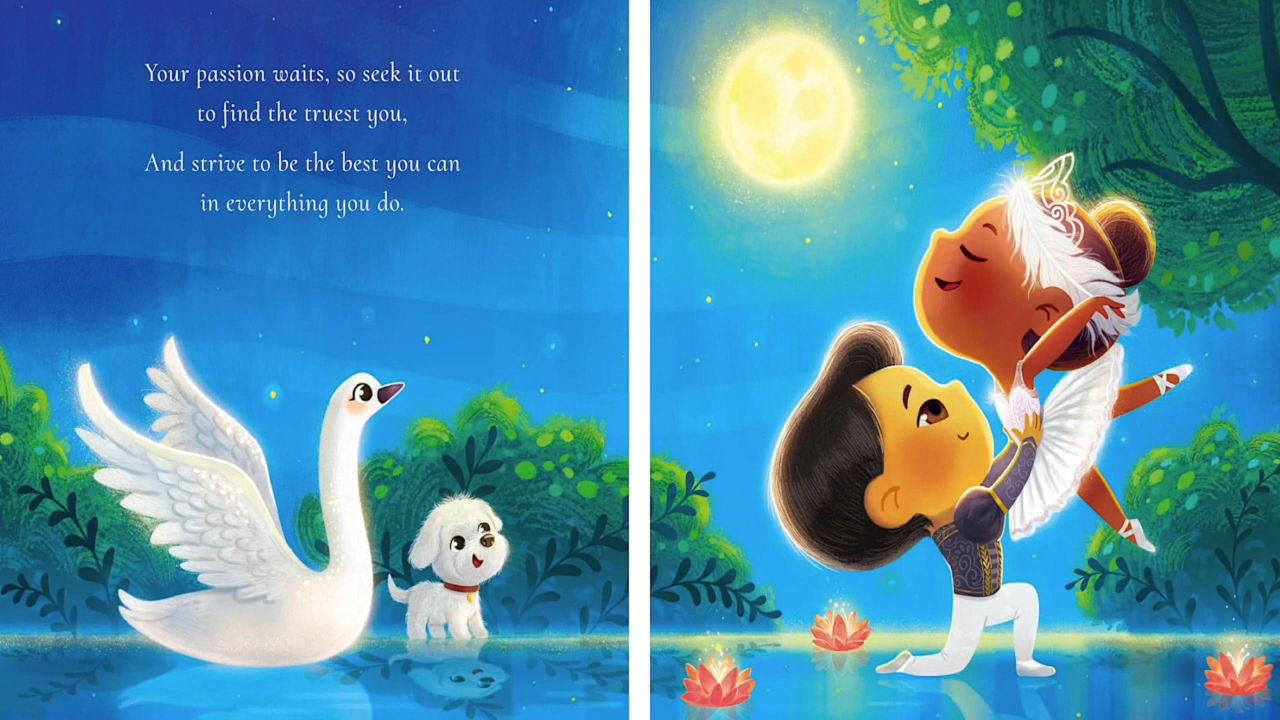 Your passion waits, so seek it out
to find the truest you,
And strive to be the best you can
in everything you do.